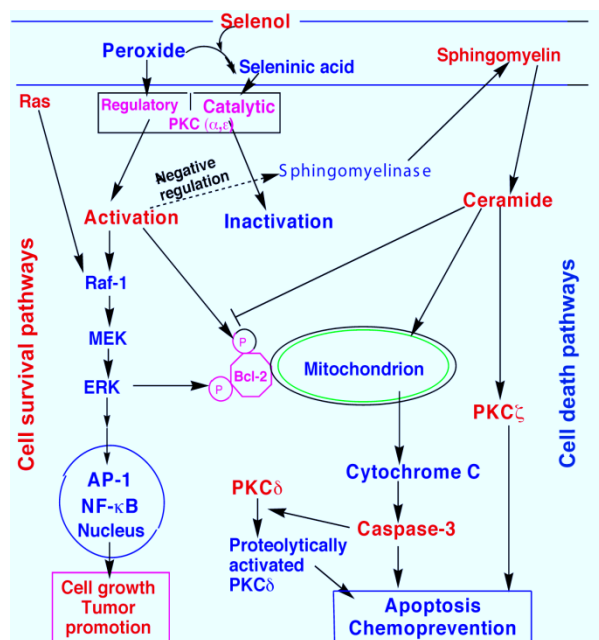 Selenol
Peroxide
Seleninic acid
Sphingomyelin
Ras
Regulatory
Catalytic
PKC (α,ε)
Negative
regulation
Sphingomyelinase
Activation
Inactivation
Ceramide
Raf-1
MEK
ERK
P
P
Bcl-2
Mitochondrion
Cell survival pathways
Cell death pathways
PKCζ
AP-1
NF-κB
Nucleus
Cytochrome C
PKCδ
Caspase-3
Proteolytically
activated
PKCδ
Cell growth
Tumor
promotion
Apoptosis
Chemoprevention